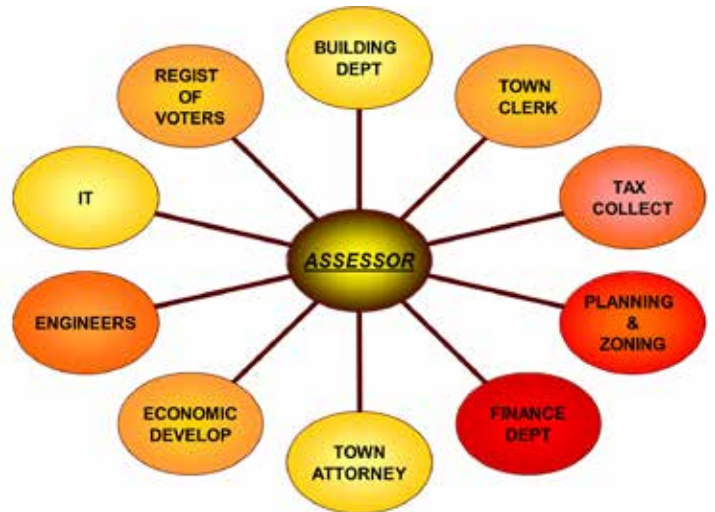 BUILDING
DEPT
REGIST
OF
VOTERS
TOWN
CLERK
IT
TAX
COLLECT
ASSESSOR
ENGINEERS
PLANNING
&
ZONING
ECONOMIC
DEVELOP
FINANCE
DEPT
TOWN
ATTORNEY